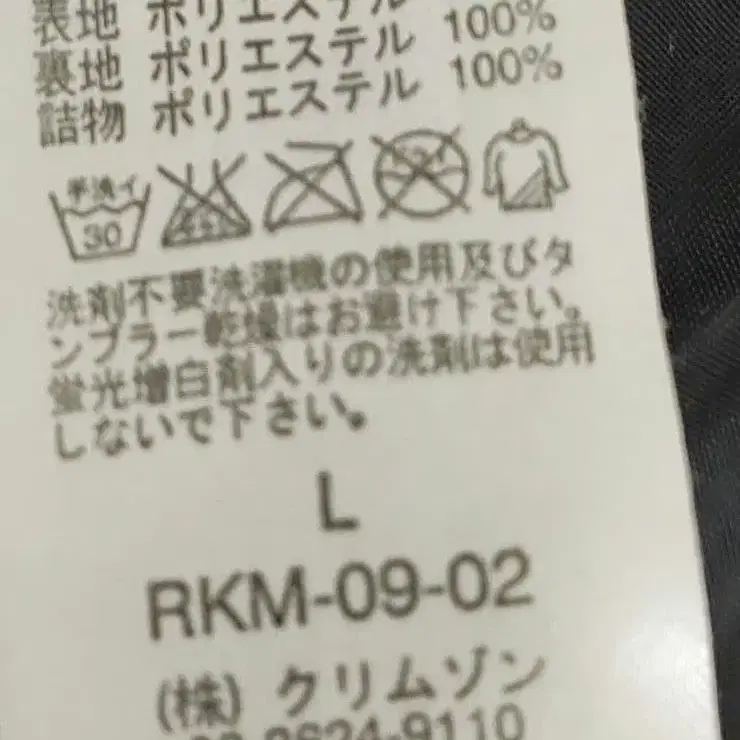 表地 ポリエステル 100%
裏地 ポリエステル 100%
詰物 ポリエステル 100%
手洗イ
30
洗剤不要洗濯機の使用及びタ
ンブラー乾燥はお避け下さい。
蛍光増白剤入りの洗剤は使用
しないで下さい。
L
RKM-09-02
(株) クリムゾン
9110